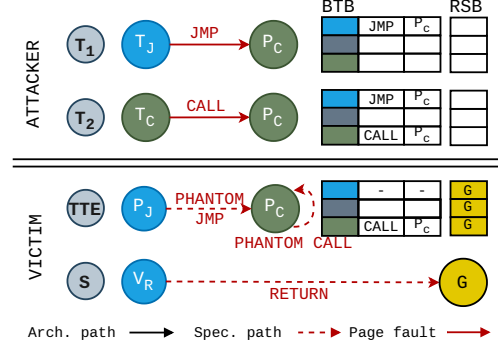 BTB RSB
ATTACKER
T1 TJ JMP PC JMP Pc
T2 TC CALL PC JMP Pc
CALL Pc
VICTIM
TTE PJ PHANTOM JMP PC - - G
G
PHANTOM CALL CALL Pc G
S VR RETURN G
Arch. path Spec. path Page fault